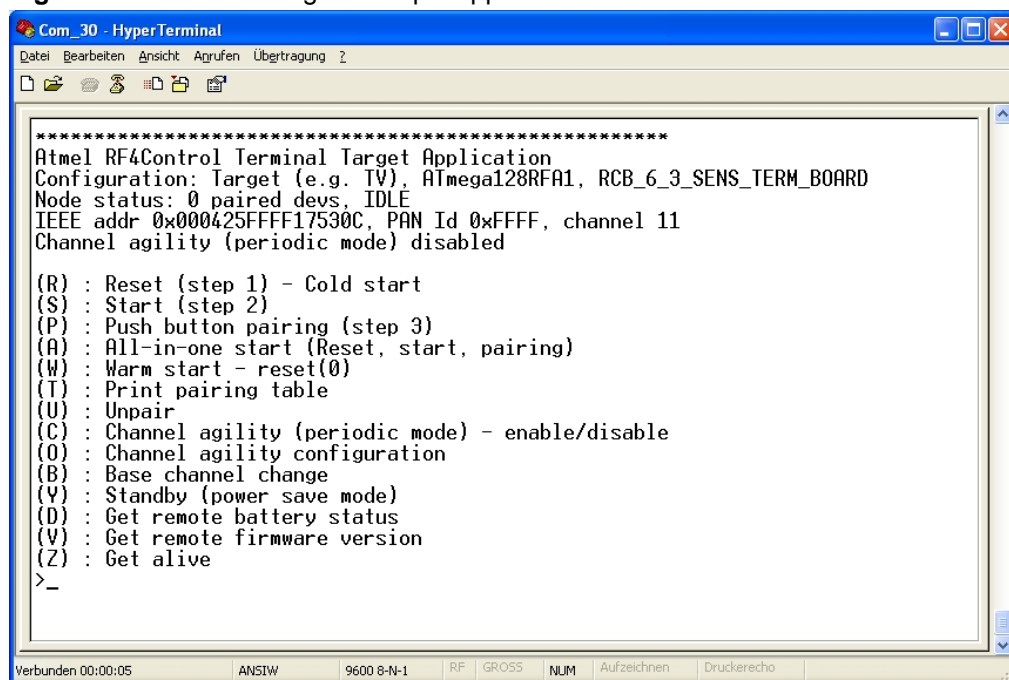 Com_30 - HyperTerminal
Datei Bearbeiten Ansicht Anrufen Übertragung ?
******************************************************
Atmel RF4Control Terminal Target Application
Configuration: Target (e.g. TV), ATmega128RFA1, RCB_6_3_SENS_TERM_BOARD
Node status: 0 paired devs, IDLE
IEEE addr 0x000425FFFF17530C, PAN Id 0xFFFF, channel 11
Channel agility (periodic mode) disabled
(R) : Reset (step 1) - Cold start
(S) : Start (step 2)
(P) : Push button pairing (step 3)
(A) : All-in-one start (Reset, start, pairing)
(W) : Warm start - reset(0)
(T) : Print pairing table
(U) : Unpair
(C) : Channel agility (periodic mode) - enable/disable
(O) : Channel agility configuration
(B) : Base channel change
(Y) : Standby (power save mode)
(D) : Get remote battery status
(V) : Get remote firmware version
(Z) : Get alive
>_
Verbunden 00:00:05 ANSIW 9600 8-N-1 RF GROSS NUM Aufzeichnen Druckerecho